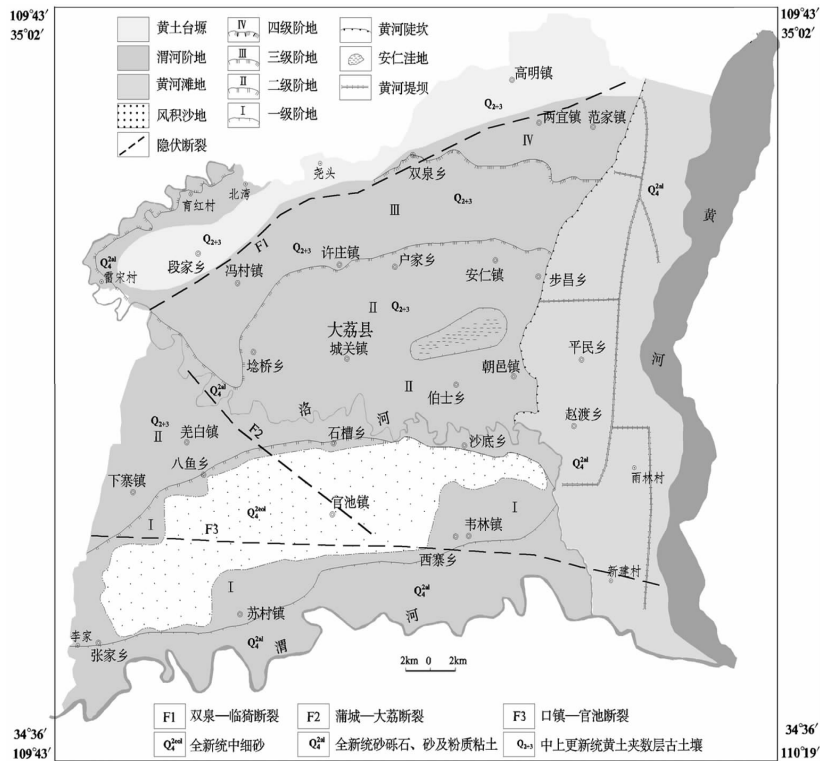 109°43′
35°02′
109°43′
35°02′
黄土台塬
渭河阶地
黄河滩地
风积沙地
隐伏断裂
Ⅳ 四级阶地
Ⅲ 三级阶地
Ⅱ 二级阶地
Ⅰ 一级阶地
黄河陡坎
安仁洼地
黄河堤坝
高明镇
Q₂₊₃
两宜镇
范家镇
Ⅳ
尧头
双泉乡
北湾
育红村
Ⅲ
Q₂₊₃
Q₄²ᵃˡ
黄
Q₂₊₃
F1
Q₂₊₃
Q₄²ᵃˡ
段家乡
雷宋村
冯村镇
许庄镇
户家乡
安仁镇
步昌乡
Ⅱ
Q₂₊₃
大荔县
城关镇
埝桥乡
平民乡
河
朝邑镇
Q₄²ᵃˡ
Ⅱ
伯士乡
洛
河
赵渡乡
Q₂₊₃
Ⅱ
羌白镇
F2
石槽乡
沙底乡
八鱼乡
Q₄²ᵃˡ
雨林村
下寨镇
官池镇
Q₄²ᵉᵒˡ
Ⅰ
Ⅰ
F3
韦林镇
西寨乡
新建村
Ⅰ
Q₄²ᵃˡ
苏村镇
河
李家
张家乡
Q₄²ᵃˡ
渭
2km 0 2km
F1 双泉—临猗断裂
F2 蒲城—大荔断裂
F3 口镇—官池断裂
Q₄²ᵉᵒˡ 全新统中细砂
Q₄²ᵃˡ 全新统砂砾石、砂及粉质粘土
Q₂₊₃ 中上更新统黄土夹数层古土壤
34°36′
109°43′
34°36′
110°19′